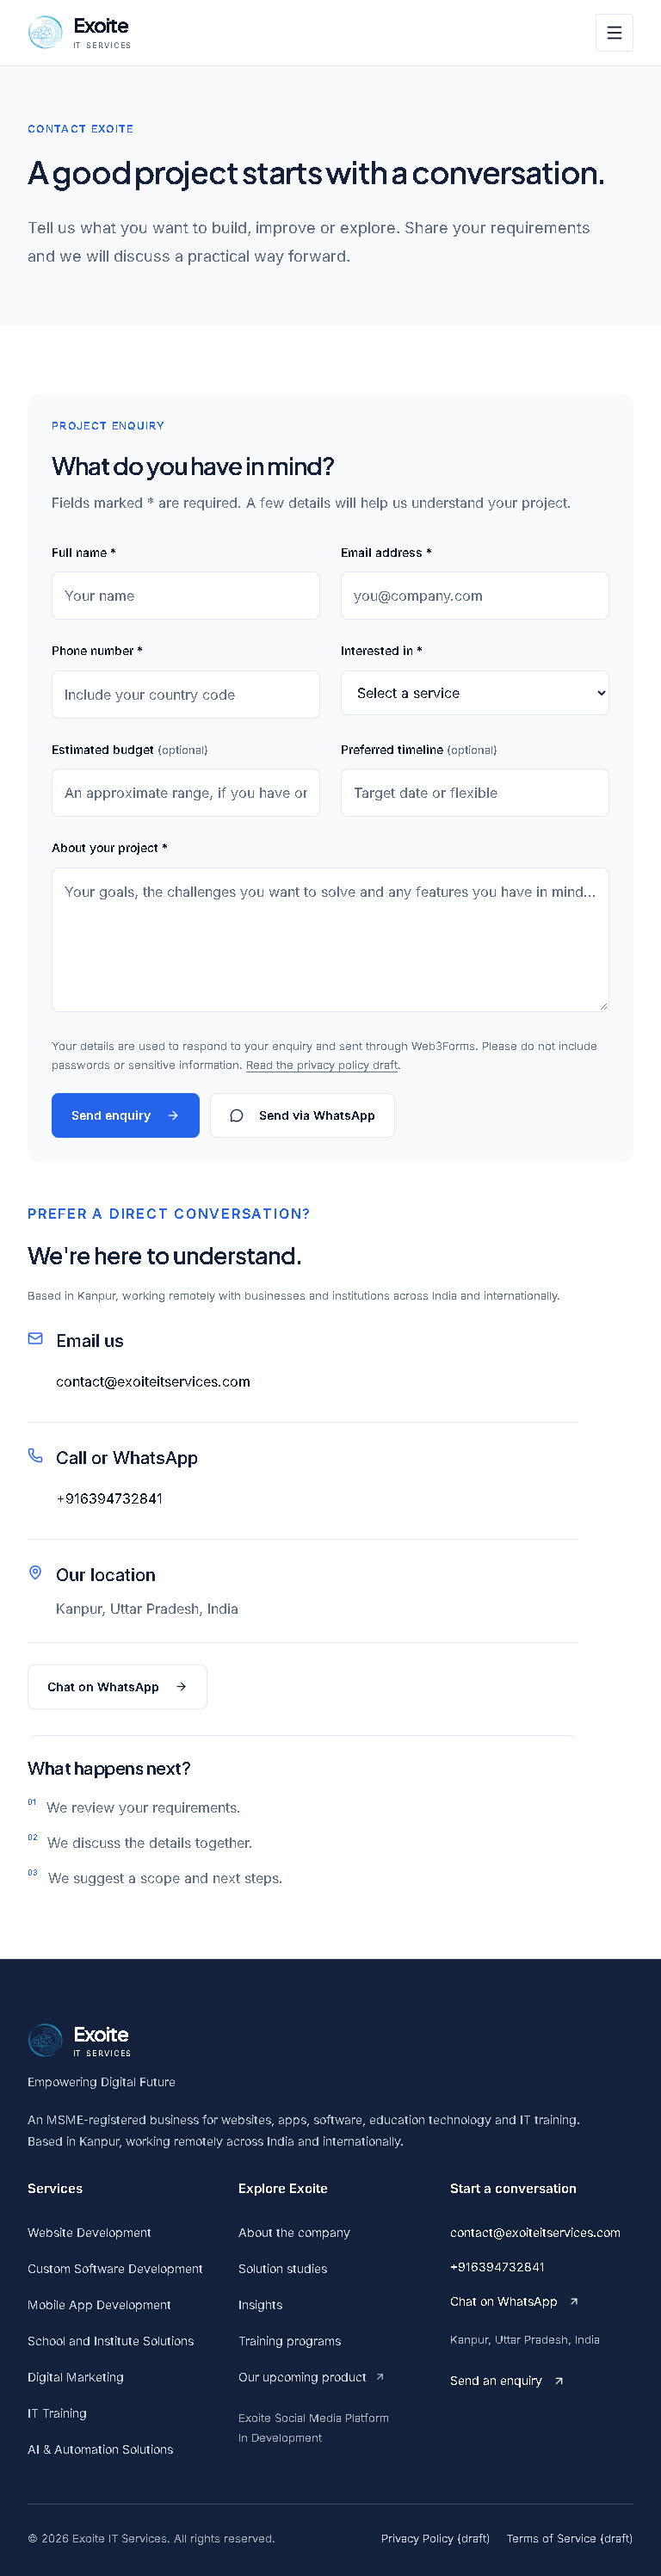 Exoite
IT SERVICES
CONTACT EXOITE
A good project starts with a conversation.
Tell us what you want to build, improve or explore. Share your requirements
and we will discuss a practical way forward.
PROJECT ENQUIRY
What do you have in mind?
Fields marked * are required. A few details will help us understand your project.
Full name *
Email address *
Your name
you@company.com
Phone number *
Interested in *
Include your country code
Select a service
Estimated budget (optional)
Preferred timeline (optional)
An approximate range, if you have or
Target date or flexible
About your project *
Your goals, the challenges you want to solve and any features you have in mind...
Your details are used to respond to your enquiry and sent through Web3Forms. Please do not include
passwords or sensitive information. Read the privacy policy draft.
Send enquiry
Send via WhatsApp
PREFER A DIRECT CONVERSATION?
We're here to understand.
Based in Kanpur, working remotely with businesses and institutions across India and internationally.
Email us
contact@exoiteitservices.com
Call or WhatsApp
+916394732841
Our location
Kanpur, Uttar Pradesh, India
Chat on WhatsApp
What happens next?
01 We review your requirements.
02 We discuss the details together.
03 We suggest a scope and next steps.
Exoite
IT SERVICES
Empowering Digital Future
An MSME-registered business for websites, apps, software, education technology and IT training.
Based in Kanpur, working remotely across India and internationally.
Services
Website Development
Custom Software Development
Mobile App Development
School and Institute Solutions
Digital Marketing
IT Training
AI & Automation Solutions
Explore Exoite
About the company
Solution studies
Insights
Training programs
Our upcoming product
Exoite Social Media Platform
In Development
Start a conversation
contact@exoiteitservices.com
+916394732841
Chat on WhatsApp
Kanpur, Uttar Pradesh, India
Send an enquiry
© 2026 Exoite IT Services. All rights reserved.
Privacy Policy (draft)
Terms of Service (draft)